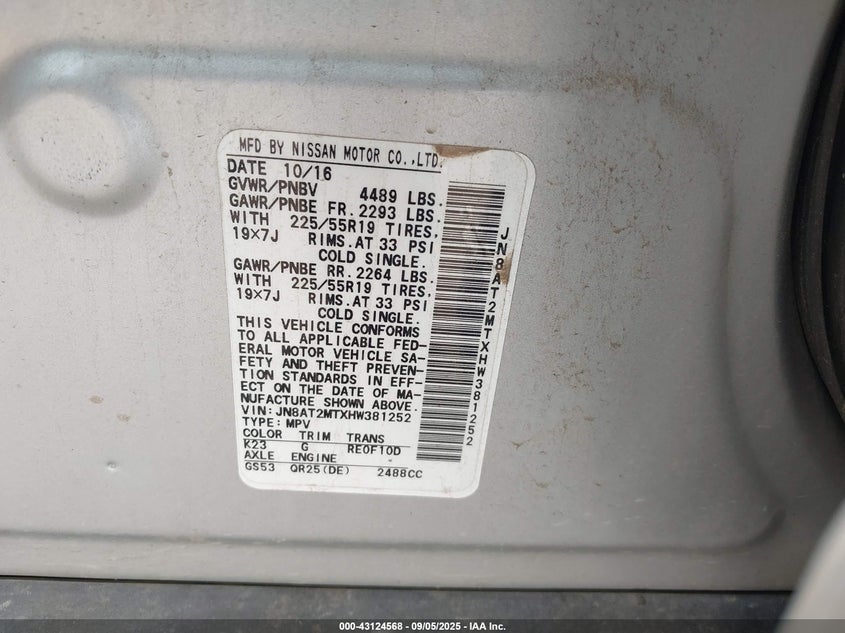 MFD BY NISSAN MOTOR CO.,LTD.
DATE 10/16
GVWR/PNBV 4489 LBS.
GAWR/PNBE FR. 2293 LBS.
WITH 225/55R19 TIRES,
19×7J RIMS.AT 33 PSI
COLD SINGLE.
GAWR/PNBE RR. 2264 LBS.
WITH 225/55R19 TIRES,
19×7J RIMS.AT 33 PSI
COLD SINGLE.
THIS VEHICLE CONFORMS
TO ALL APPLICABLE FED-
ERAL MOTOR VEHICLE SA-
FETY AND THEFT PREVEN-
TION STANDARDS IN EFF-
ECT ON THE DATE OF MA-
NUFACTURE SHOWN ABOVE.
VIN: JN8AT2MTXHW381252
TYPE: MPV
COLOR TRIM TRANS
K23 G RE0F10D
AXLE ENGINE
GS53 QR25(DE) 2488CC
JN8AT2MTXHW381252
000-43124568 - 09/05/2025 - IAA Inc.